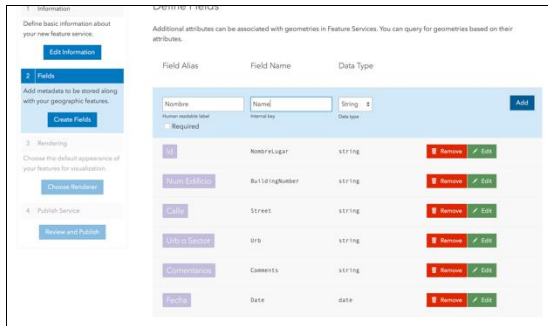 1 Information
Define Fields
Define basic information about
your new feature service.
Edit Information
Additional attributes can be associated with geometries in Feature Services. You can query for geometries based on their
attributes.
2 Fields
Add metadata to be stored along
with your geographic features.
Create Fields
3 Rendering
Choose the default appearance of
your features for visualization.
Choose Renderer
4 Publish Service
Review and Publish
Field Alias Field Name Data Type
Nombre Name String Add
Human readable label Internal key Data type
Required
Id NombreLugar string Remove Edit
Num Edificio BuildingNumber string Remove Edit
Calle Street string Remove Edit
Urb o Sector Urb string Remove Edit
Comentarios Comments string Remove Edit
Fecha Date date Remove Edit